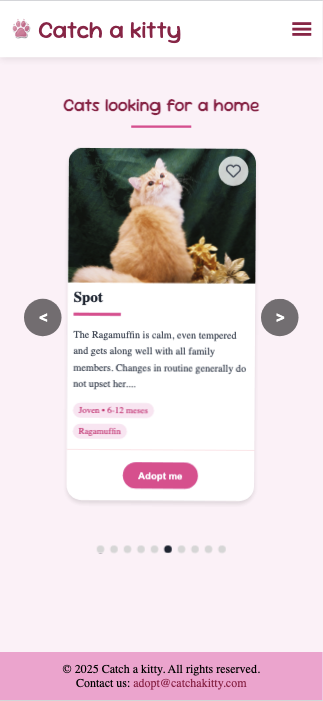 Catch a kitty
Cats looking for a home
Spot
The Ragamuffin is calm, even tempered
and gets along well with all family
members. Changes in routine generally do
not upset her....
Joven • 6-12 meses
Ragamuffin
< >
Adopt me
© 2025 Catch a kitty. All rights reserved.
Contact us: adopt@catchakitty.com